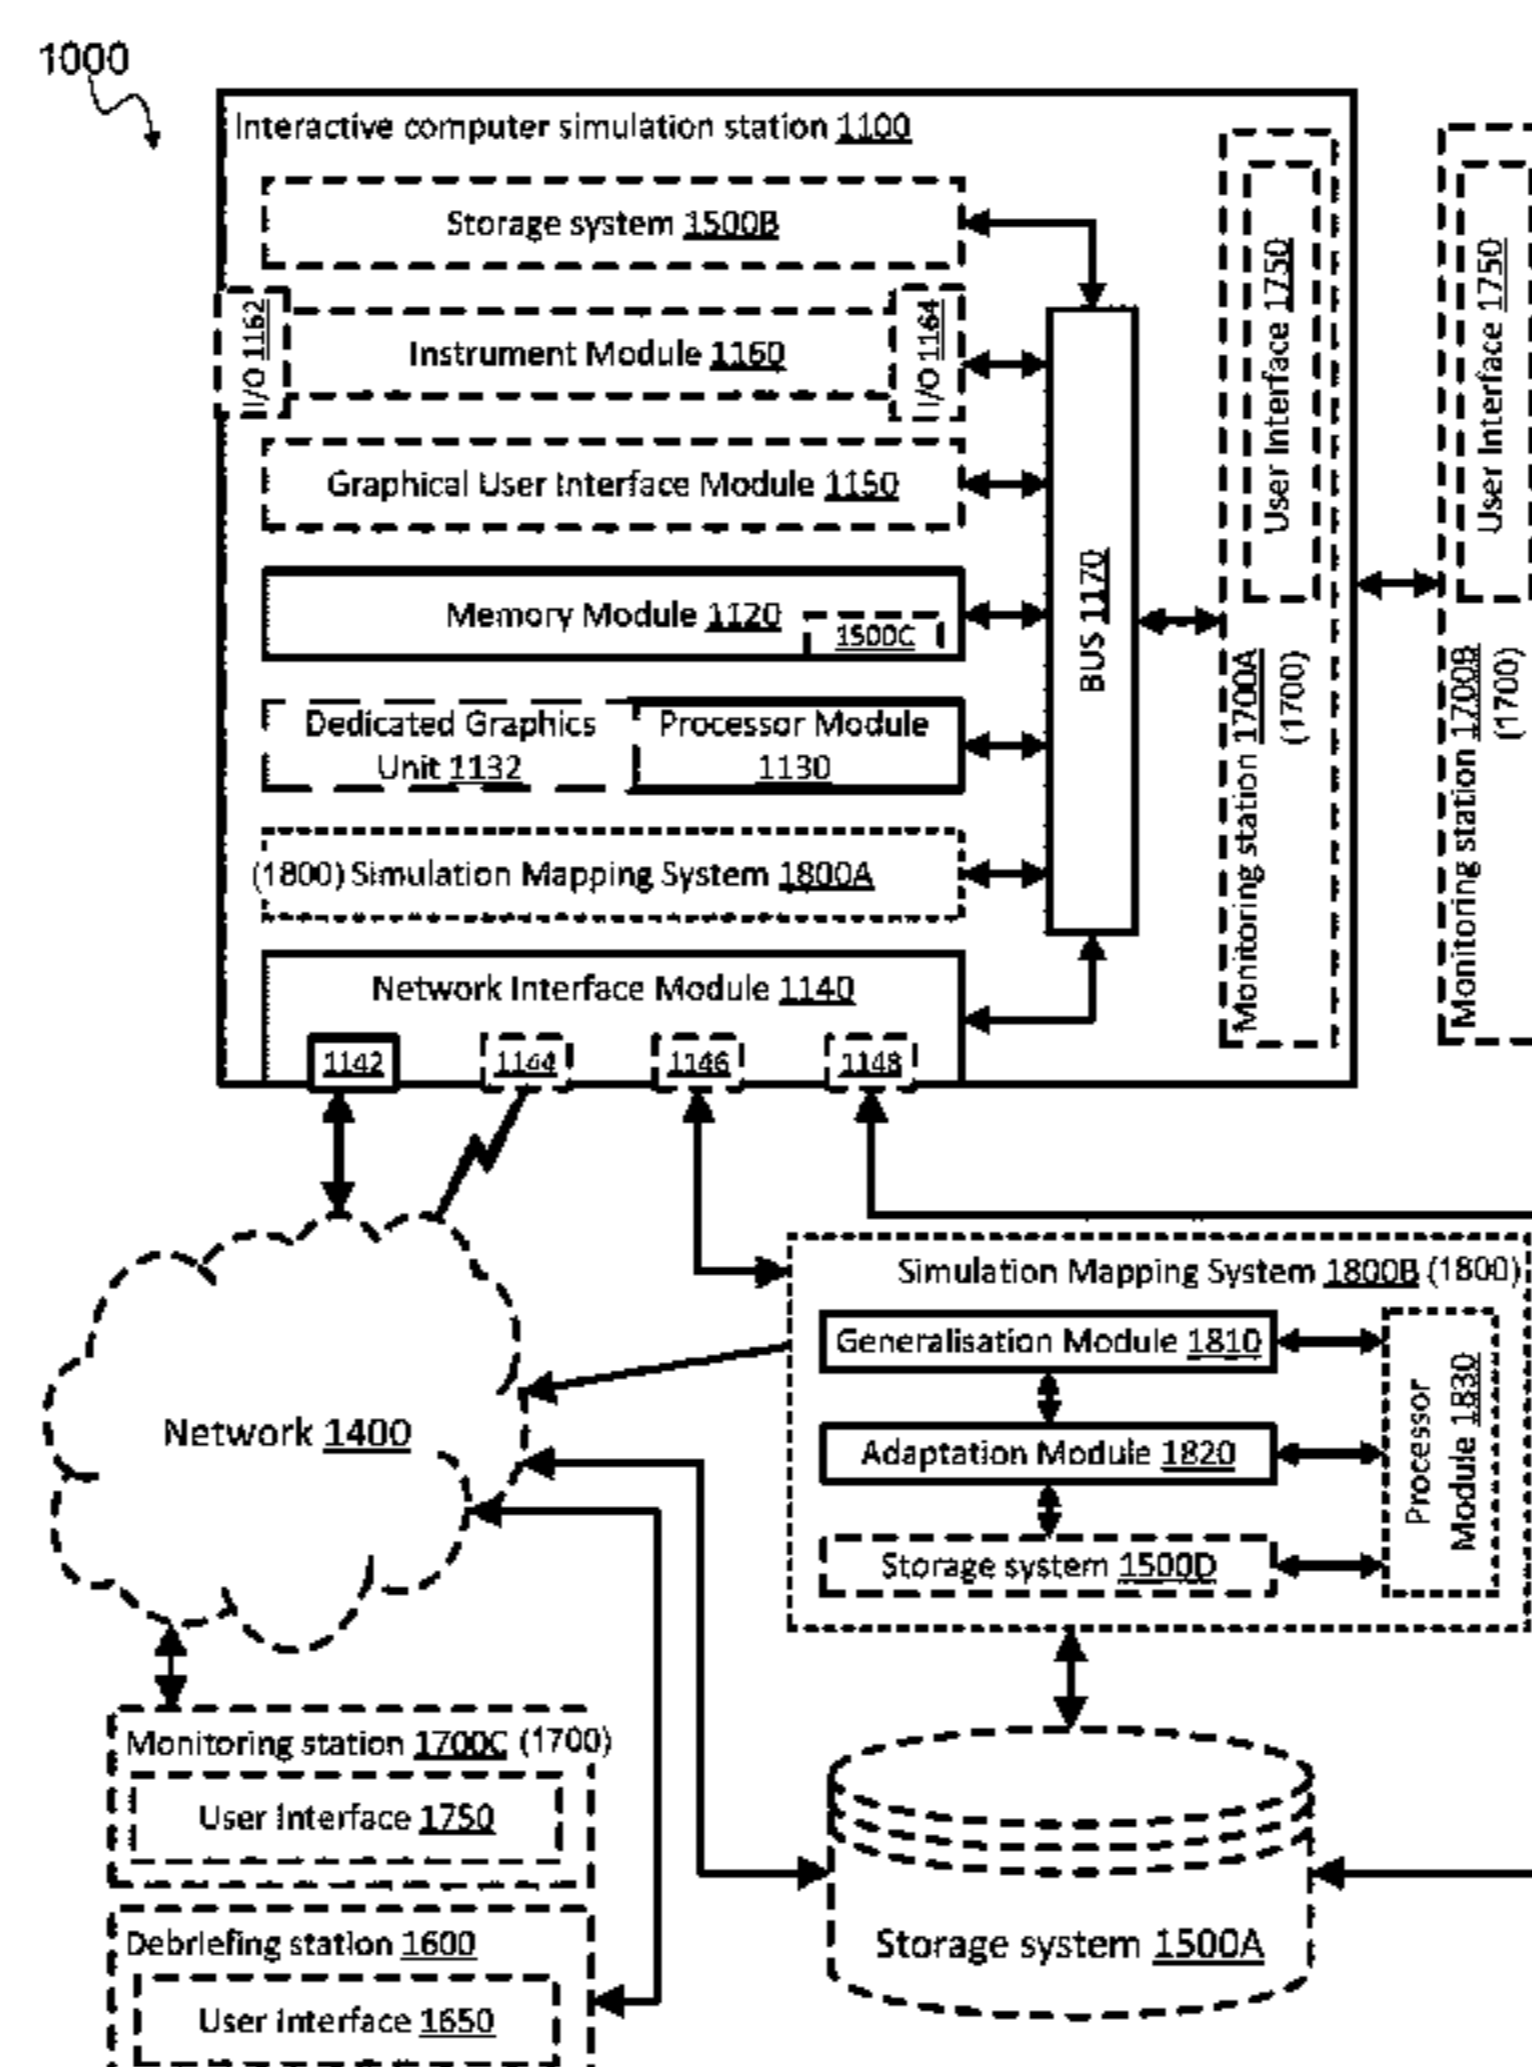 1000
Interactive computer simulation station 1100
Storage system 1500B
I/O 1162
Instrument Module 1160
I/O 1164
Graphical User Interface Module 1150
Memory Module 1120
1500C
Dedicated Graphics
Unit 1132
Processor Module
1130
(1800) Simulation Mapping System 1800A
Network Interface Module 1140
1142
1144
1146
1148
BUS 1170
User Interface 1750
Monitoring station 1700A
(1700)
User Interface 1750
Monitoring station 1700B
(1700)
Network 1400
Simulation Mapping System 1800B (1800)
Generalisation Module 1810
Adaptation Module 1820
Storage system 1500D
Processor
Module 1830
Monitoring station 1700C (1700)
User Interface 1750
Debriefing station 1600
User Interface 1650
Storage system 1500A